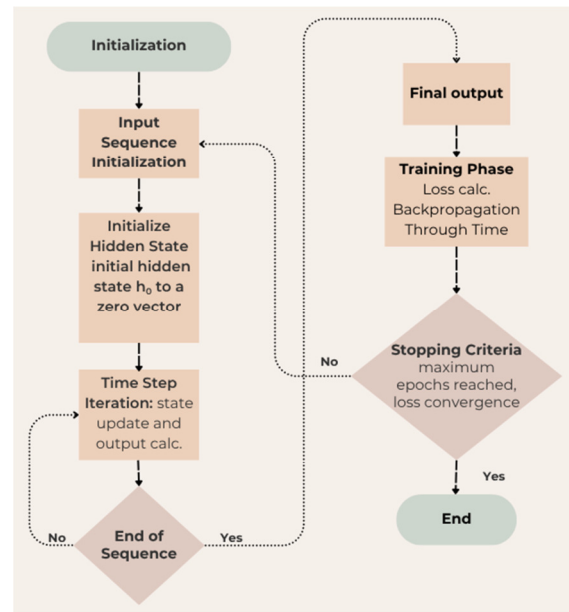 Initialization
Input
Sequence
Initialization
Initialize
Hidden State
initial hidden
state h₀ to a
zero vector
Time Step
Iteration: state
update and
output calc.
End of
Sequence
No
Yes
Final output
Training Phase
Loss calc.
Backpropagation
Through Time
Stopping Criteria
maximum
epochs reached,
loss convergence
No
Yes
End